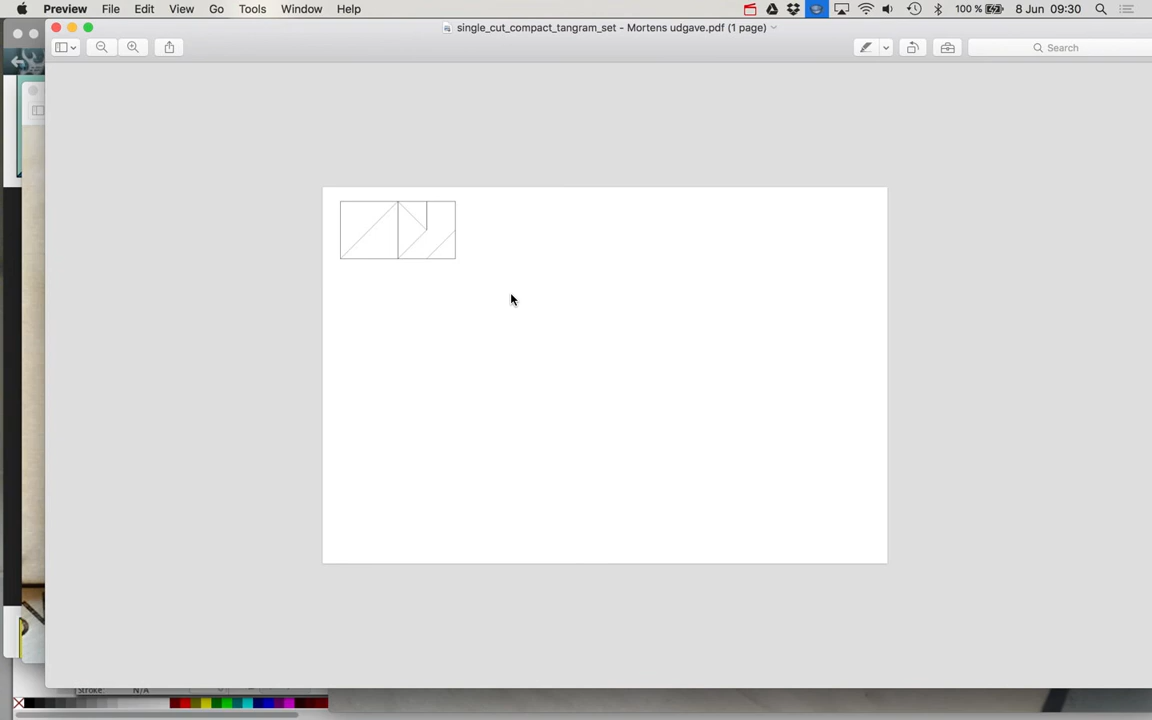 Preview File Edit View Go Tools Window Help 100 % 8 Jun 09:30
single_cut_compact_tangram_set - Mortens udgave.pdf (1 page)
Search
Stroke: N/A